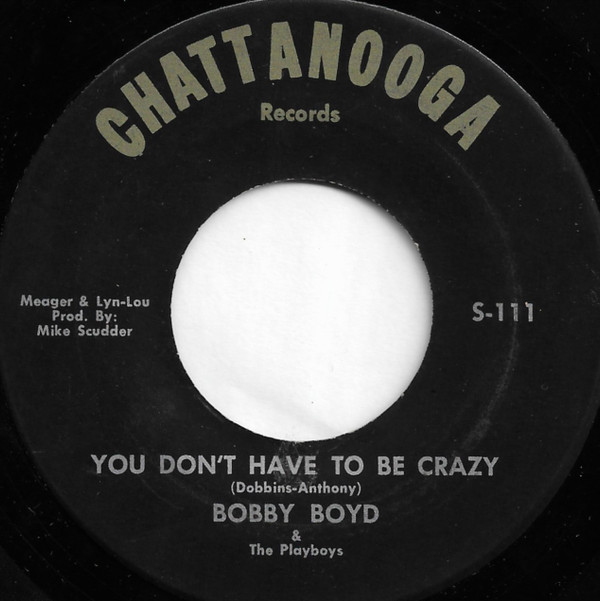 CHATTANOOGA
Records
Meager & Lyn-Lou
Prod. By:
Mike Scudder
S-111
YOU DON'T HAVE TO BE CRAZY
(Dobbins-Anthony)
BOBBY BOYD
&
The Playboys